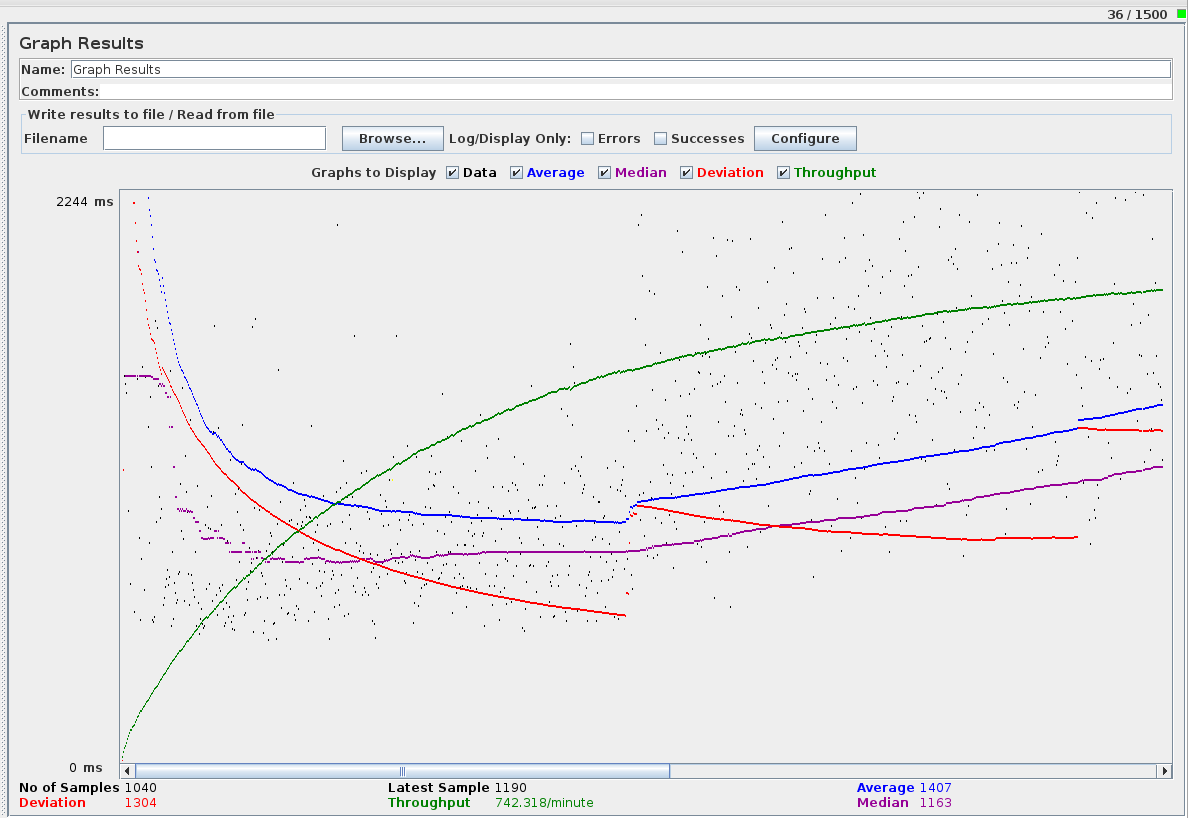 36 / 1500
Graph Results
Name: Graph Results
Comments:
Write results to file / Read from file
Filename Browse... Log/Display Only: Errors Successes Configure
Graphs to Display Data Average Median Deviation Throughput
2244 ms
0 ms
No of Samples 1040 Latest Sample 1190 Average 1407
Deviation 1304 Throughput 742.318/minute Median 1163